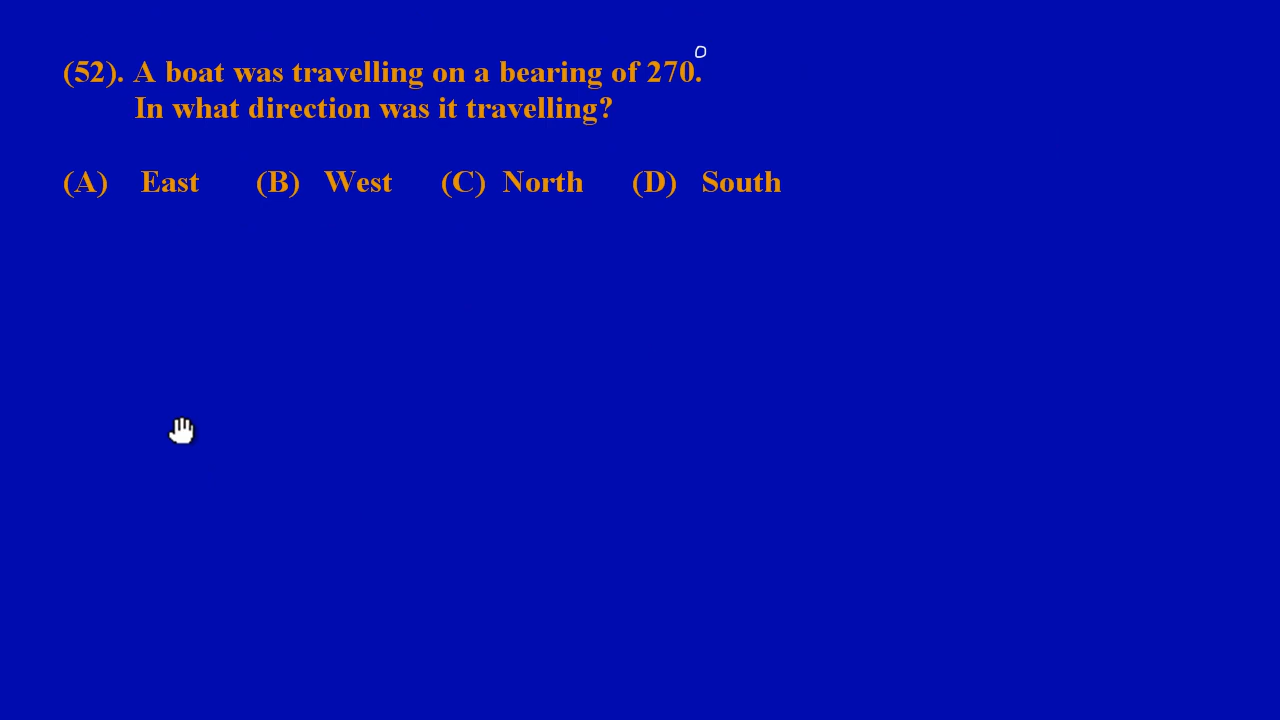 (52). A boat was travelling on a bearing of 270.°
In what direction was it travelling?
(A) East (B) West (C) North (D) South